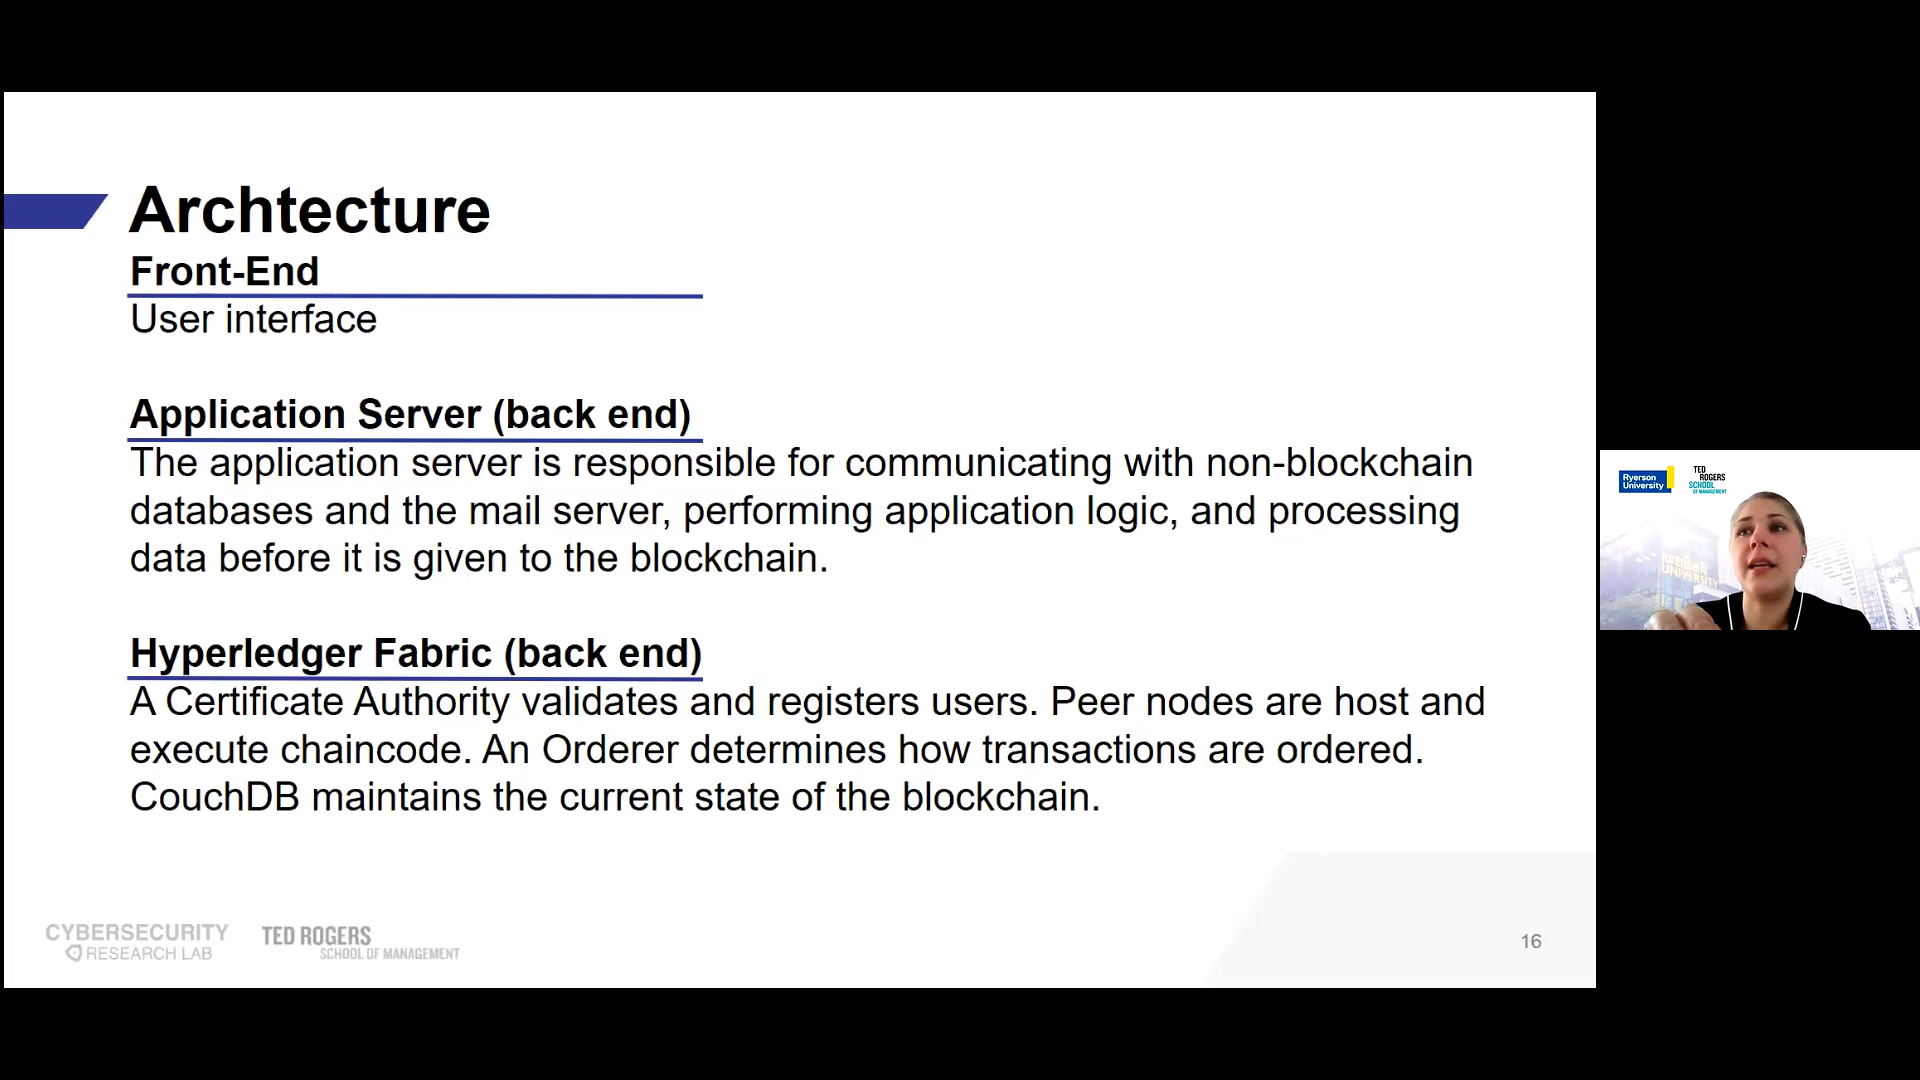 Archtecture
Front-End
User interface
Application Server (back end)
The application server is responsible for communicating with non-blockchain
databases and the mail server, performing application logic, and processing
data before it is given to the blockchain.
Hyperledger Fabric (back end)
A Certificate Authority validates and registers users. Peer nodes are host and
execute chaincode. An Orderer determines how transactions are ordered.
CouchDB maintains the current state of the blockchain.
CYBERSECURITY
RESEARCH LAB
TED ROGERS
SCHOOL OF MANAGEMENT
16
Ryerson
University
TED
ROGERS
SCHOOL
OF MANAGEMENT
UNIVERSITY